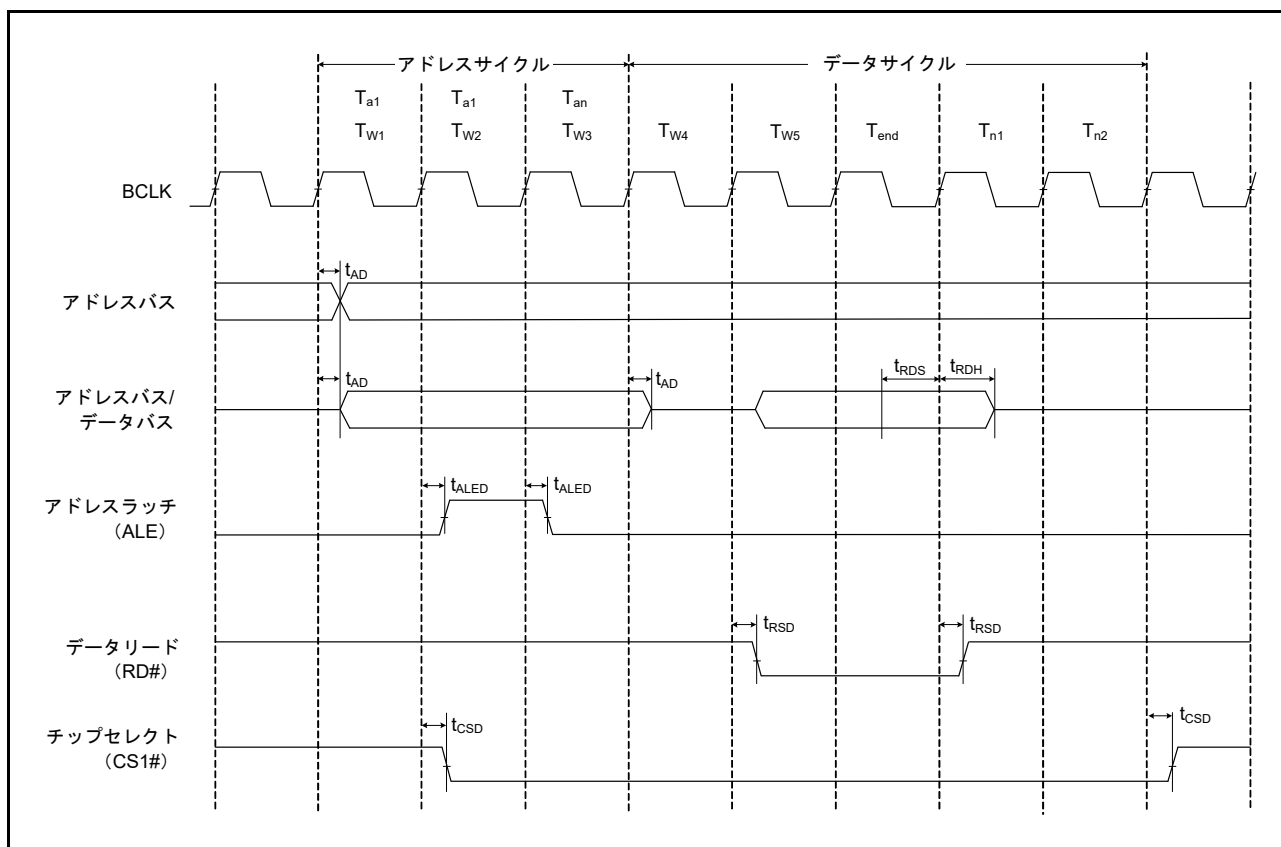 アドレスサイクル データサイクル
Ta1 Ta1 Tan
TW1 TW2 TW3 TW4 TW5 Tend Tn1 Tn2
BCLK
tAD
アドレスバス
tAD tAD tRDS tRDH
アドレスバス/
データバス
tALED tALED
アドレスラッチ
(ALE)
tRSD tRSD
データリード
(RD#)
tCSD tCSD
チップセレクト
(CS1#)